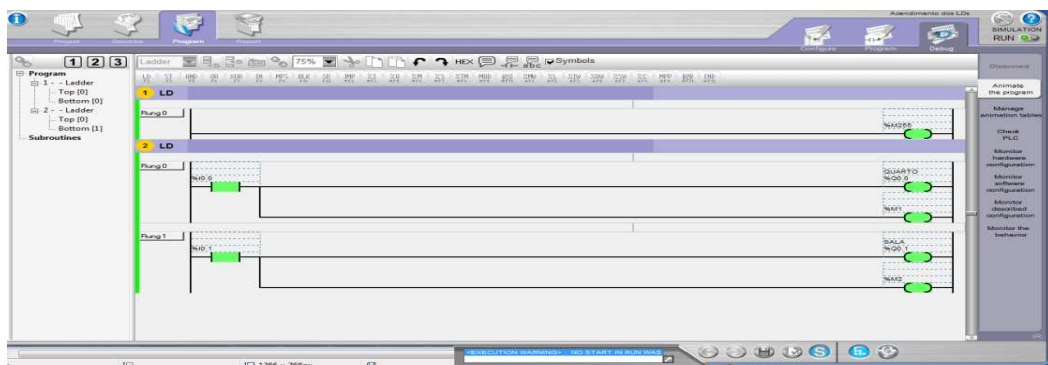 Acendimento dos LDs
SIMULATION
RUN
Project
Describe
Program
Report
Configure
Program
Debug
1 2 3
Ladder
75%
HEX
Symbols
Disconnect
Animate
the program
Manage
animation tables
Check
PLC
Monitor
hardware
configuration
Monitor
software
configuration
Monitor
described
configuration
Monitor the
behavior
Program
1 - - Ladder
Top [0]
Bottom [0]
2 - - Ladder
Top [0]
Bottom [1]
Subroutines
1 LD
Rung 0
%M255
2 LD
Rung 0
%I0.0
QUARTO
%Q0.0
%M1
Rung 1
%I0.1
SALA
%Q0.1
%M2
<EXECUTION WARNING> : NO START IN RUN WAS